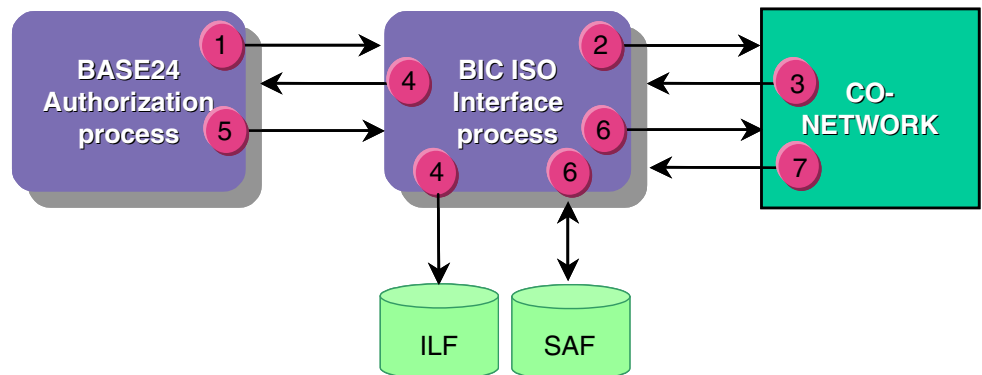 1
BASE24
Authorization
process
4
5
BIC ISO
Interface
process
2
6
4
6
3
CO-
NETWORK
7
ILF
SAF